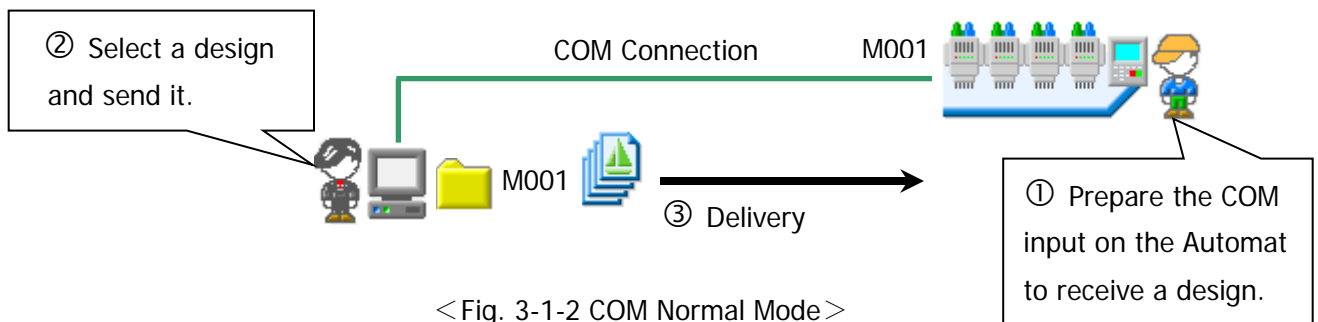 ② Select a design
and send it.
COM Connection
M001
M001
③ Delivery
① Prepare the COM
input on the Automat
to receive a design.
＜Fig. 3-1-2 COM Normal Mode＞